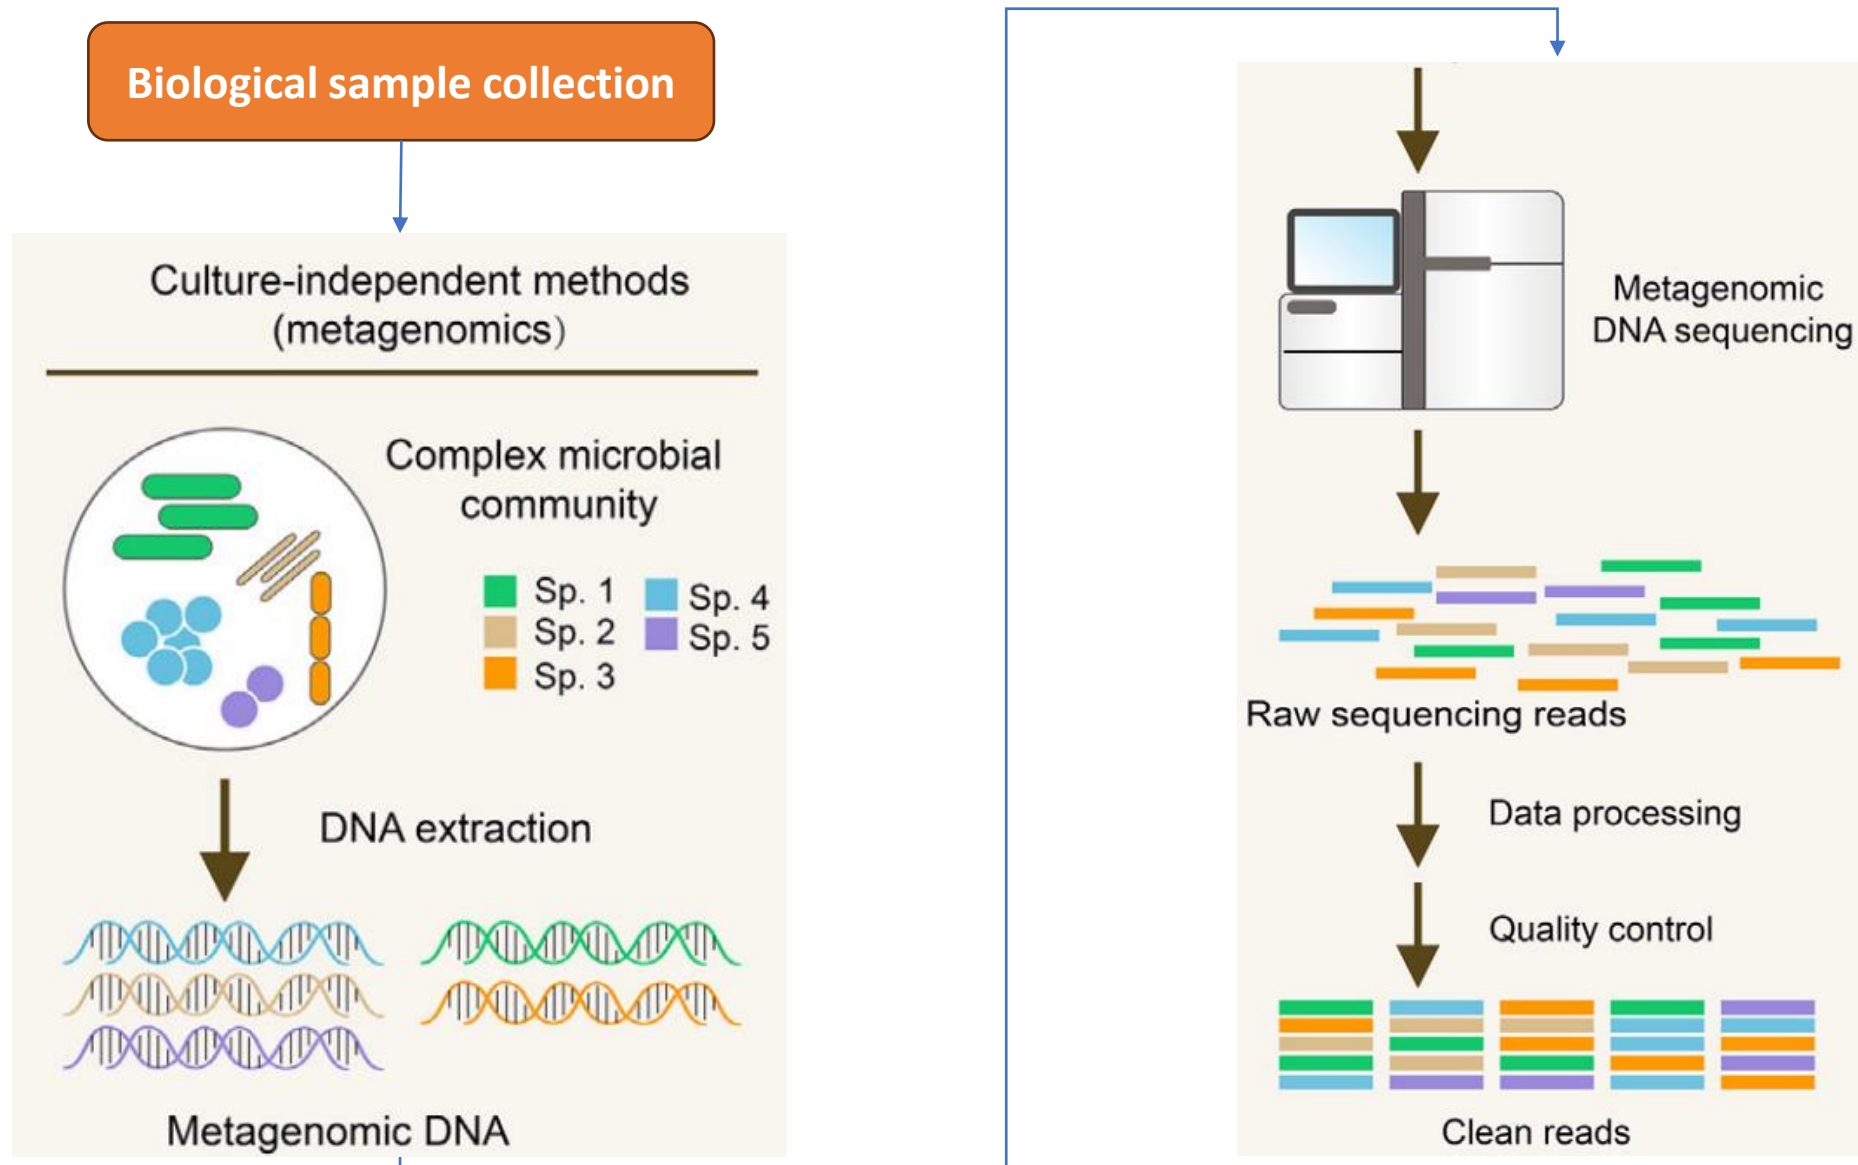 Biological sample collection
Culture-independent methods
(metagenomics)
Complex microbial
community
Sp. 1
Sp. 2
Sp. 3
Sp. 4
Sp. 5
DNA extraction
Metagenomic DNA
Metagenomic
DNA sequencing
Raw sequencing reads
Data processing
Quality control
Clean reads